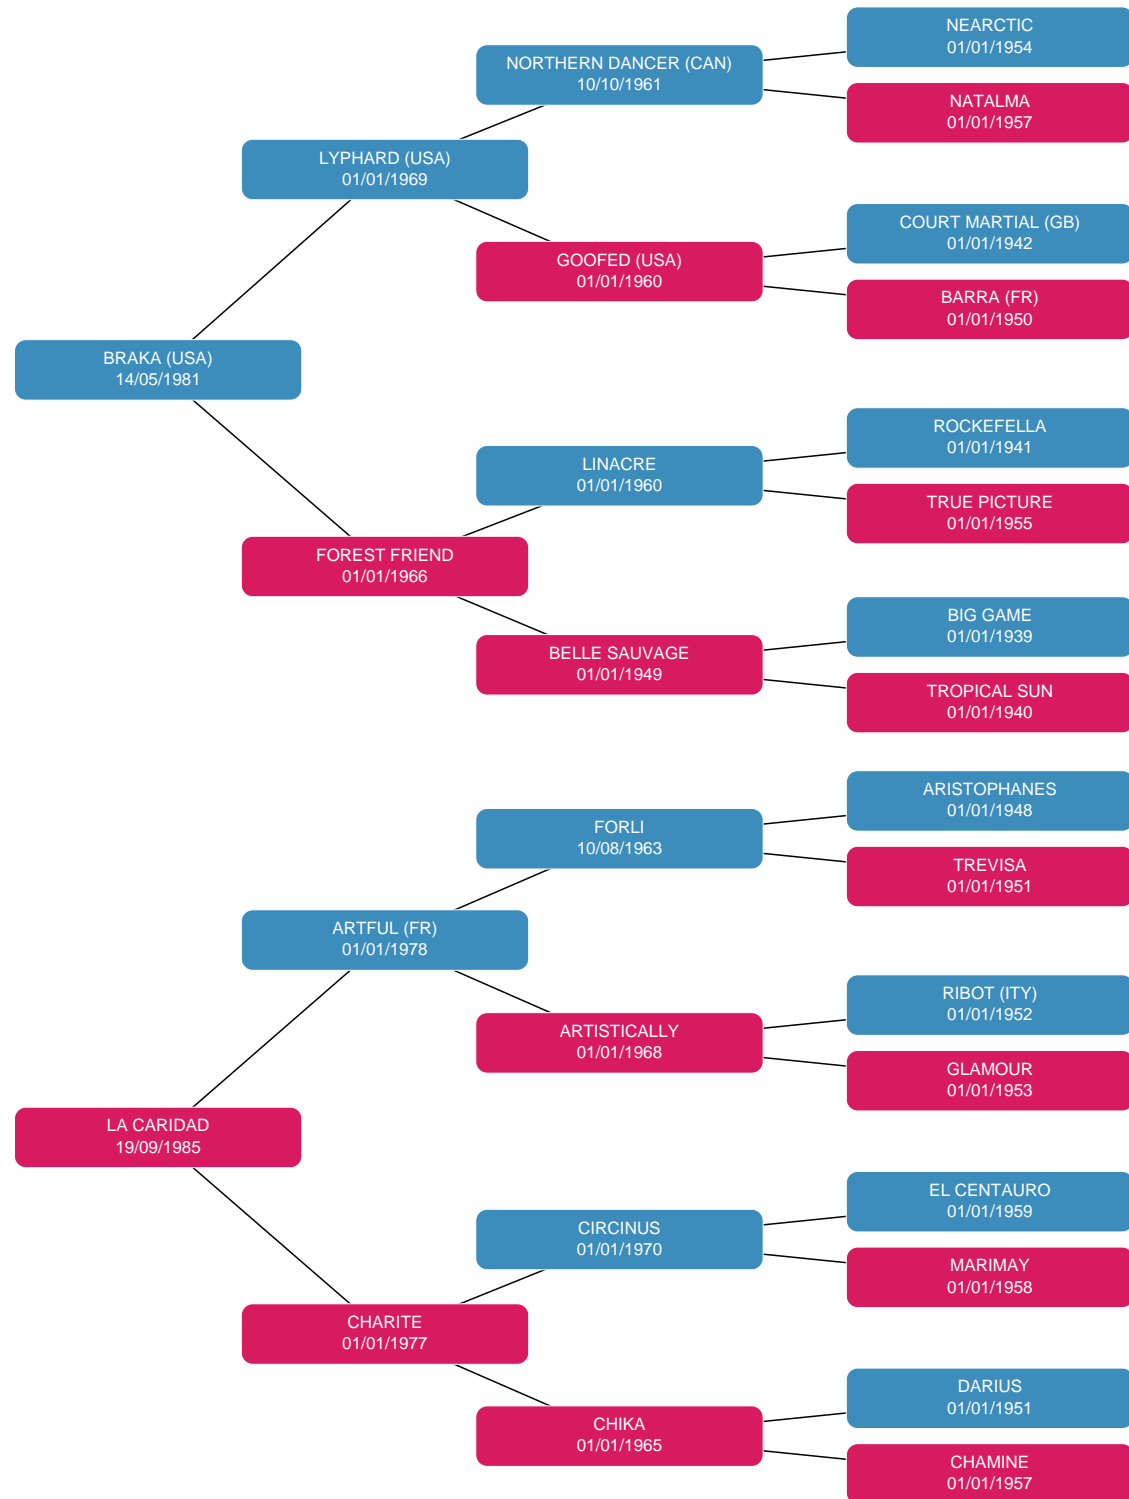 NEARCTIC
01/01/1954
NORTHERN DANCER (CAN)
10/10/1961
NATALMA
01/01/1957
LYPHARD (USA)
01/01/1969
COURT MARTIAL (GB)
01/01/1942
GOOFED (USA)
01/01/1960
BARRA (FR)
01/01/1950
BRAKA (USA)
14/05/1981
ROCKEFELLA
01/01/1941
LINACRE
01/01/1960
TRUE PICTURE
01/01/1955
FOREST FRIEND
01/01/1966
BIG GAME
01/01/1939
BELLE SAUVAGE
01/01/1949
TROPICAL SUN
01/01/1940
ARISTOPHANES
01/01/1948
FORLI
10/08/1963
TREVISA
01/01/1951
ARTFUL (FR)
01/01/1978
RIBOT (ITY)
01/01/1952
ARTISTICALLY
01/01/1968
GLAMOUR
01/01/1953
LA CARIDAD
19/09/1985
EL CENTAURO
01/01/1959
CIRCINUS
01/01/1970
MARIMAY
01/01/1958
CHARITE
01/01/1977
DARIUS
01/01/1951
CHIKA
01/01/1965
CHAMINE
01/01/1957